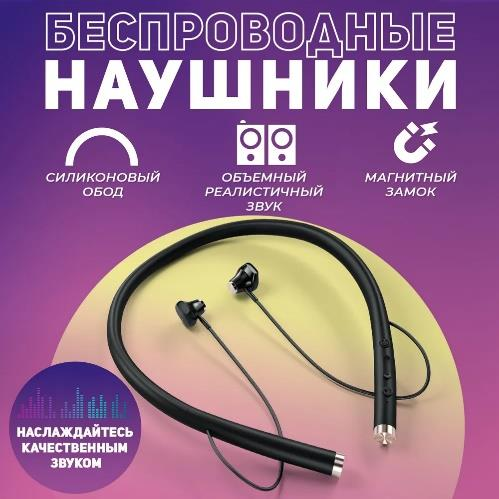 БЕСПРОВОДНЫЕ
НАУШНИКИ
СИЛИКОНОВЫЙ
ОБОД
ОБЪЕМНЫЙ
РЕАЛИСТИЧНЫЙ
ЗВУК
МАГНИТНЫЙ
ЗАМОК
НАСЛАЖДАЙТЕСЬ
КАЧЕСТВЕННЫМ
ЗВУКОМ